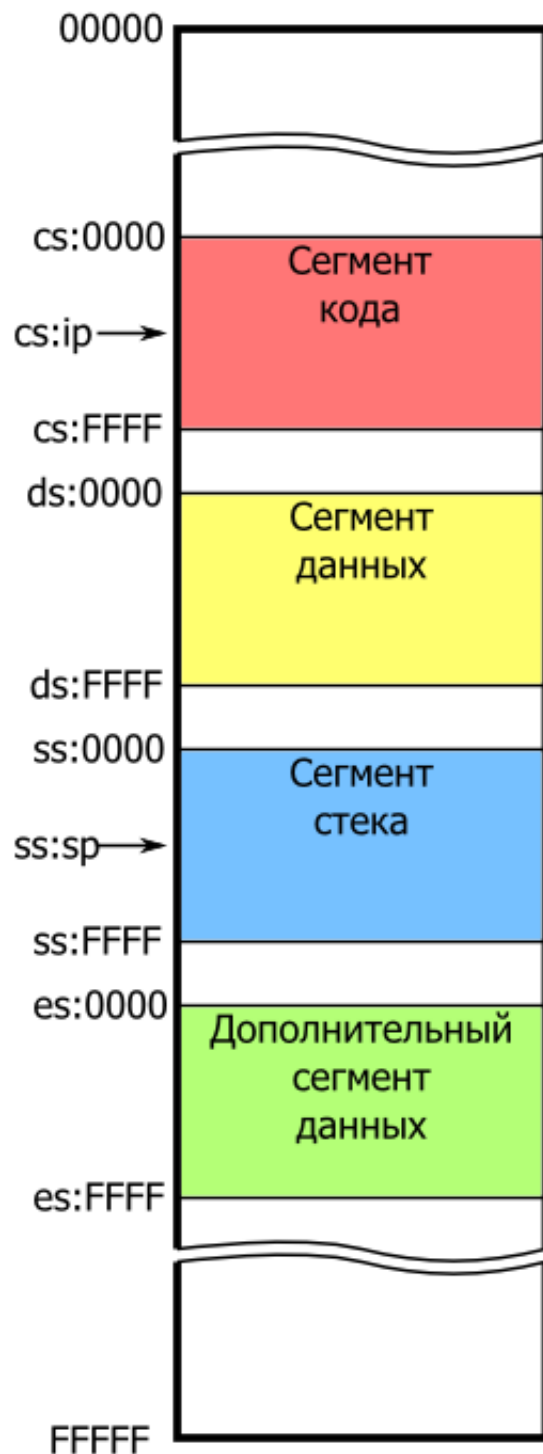 00000
cs:0000
Сегмент
кода
cs:ip
cs:FFFF
ds:0000
Сегмент
данных
ds:FFFF
ss:0000
Сегмент
стека
ss:sp
ss:FFFF
es:0000
Дополнительный
сегмент
данных
es:FFFF
FFFFF